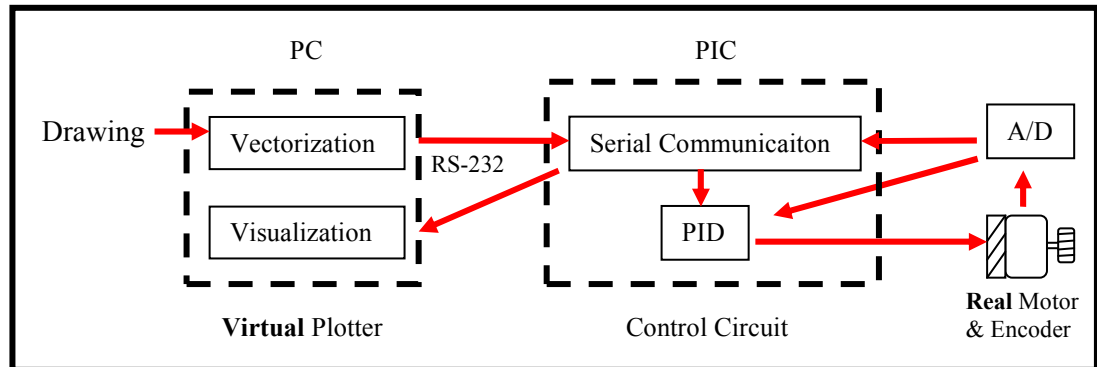 PC
PIC
Drawing
Vectorization
RS-232
Serial Communicaiton
A/D
Visualization
PID
Virtual Plotter
Control Circuit
Real Motor
& Encoder